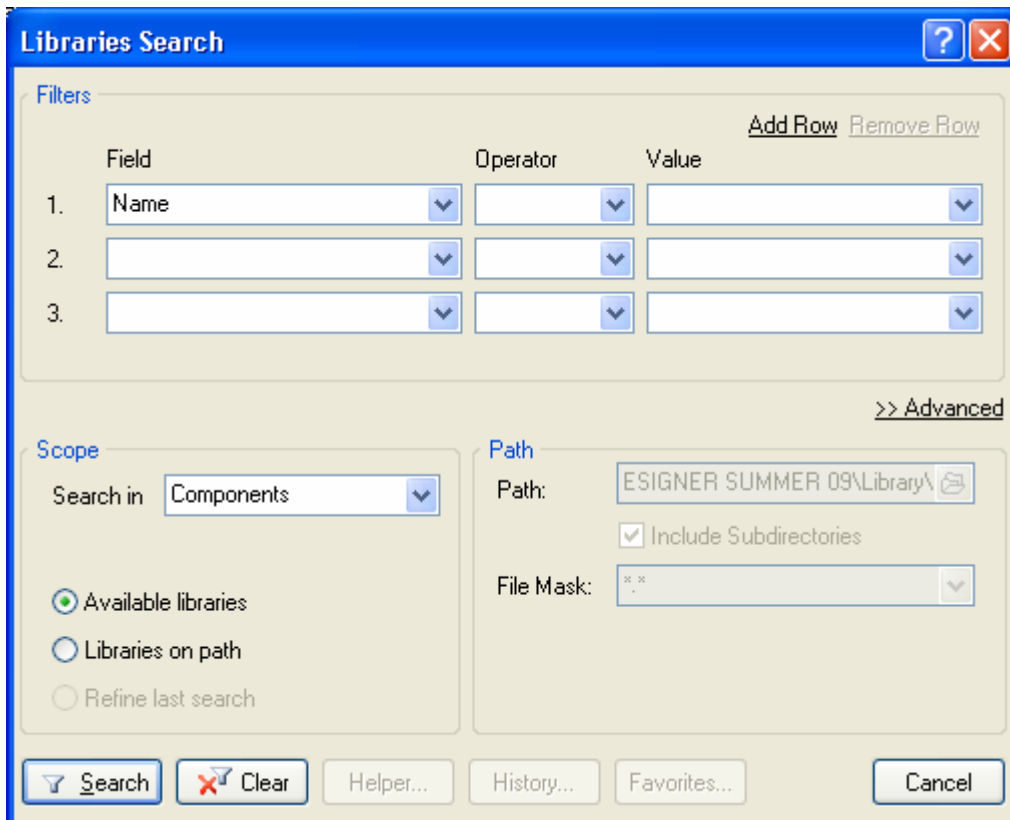 Libraries Search
Filters
Add Row Remove Row
Field Operator Value
1. Name
2.
3.
>> Advanced
Scope
Search in Components
Available libraries
Libraries on path
Refine last search
Path
Path: ESIGNER SUMMER 09\Library\
Include Subdirectories
File Mask: *.*
Search Clear Helper... History... Favorites... Cancel